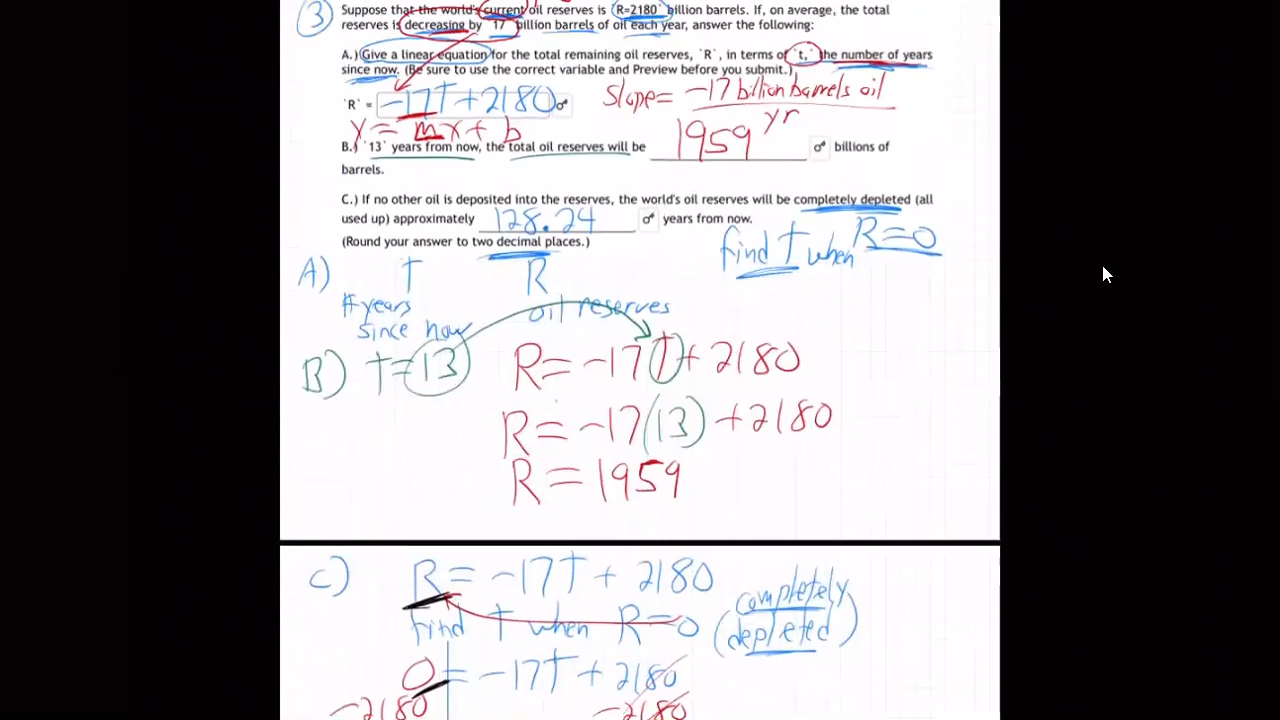 3 Suppose that the world's current oil reserves is R=2180` billion barrels. If, on average, the total
reserves is decreasing by `17` billion barrels of oil each year, answer the following:
A.) Give a linear equation for the total remaining oil reserves, `R`, in terms of `t,` the number of years
since now. (Be sure to use the correct variable and Preview before you submit.)
`R` = -17t+2180 Slope= -17 billion barrels oil
yr
y = mx + b
B.) `13` years from now, the total oil reserves will be 1959 billions of
barrels.
C.) If no other oil is deposited into the reserves, the world's oil reserves will be completely depleted (all
used up) approximately 128.24 years from now.
(Round your answer to two decimal places.) find t when R=0
A) t R
# years oil reserves
since now
B) t=13 R= -17t+ 2180
R= -17(13) +2180
R = 1959
C) R= -17t + 2180
find t when R=0 (completely
depleted)
0 = -17t + 2180
-2180 -2180